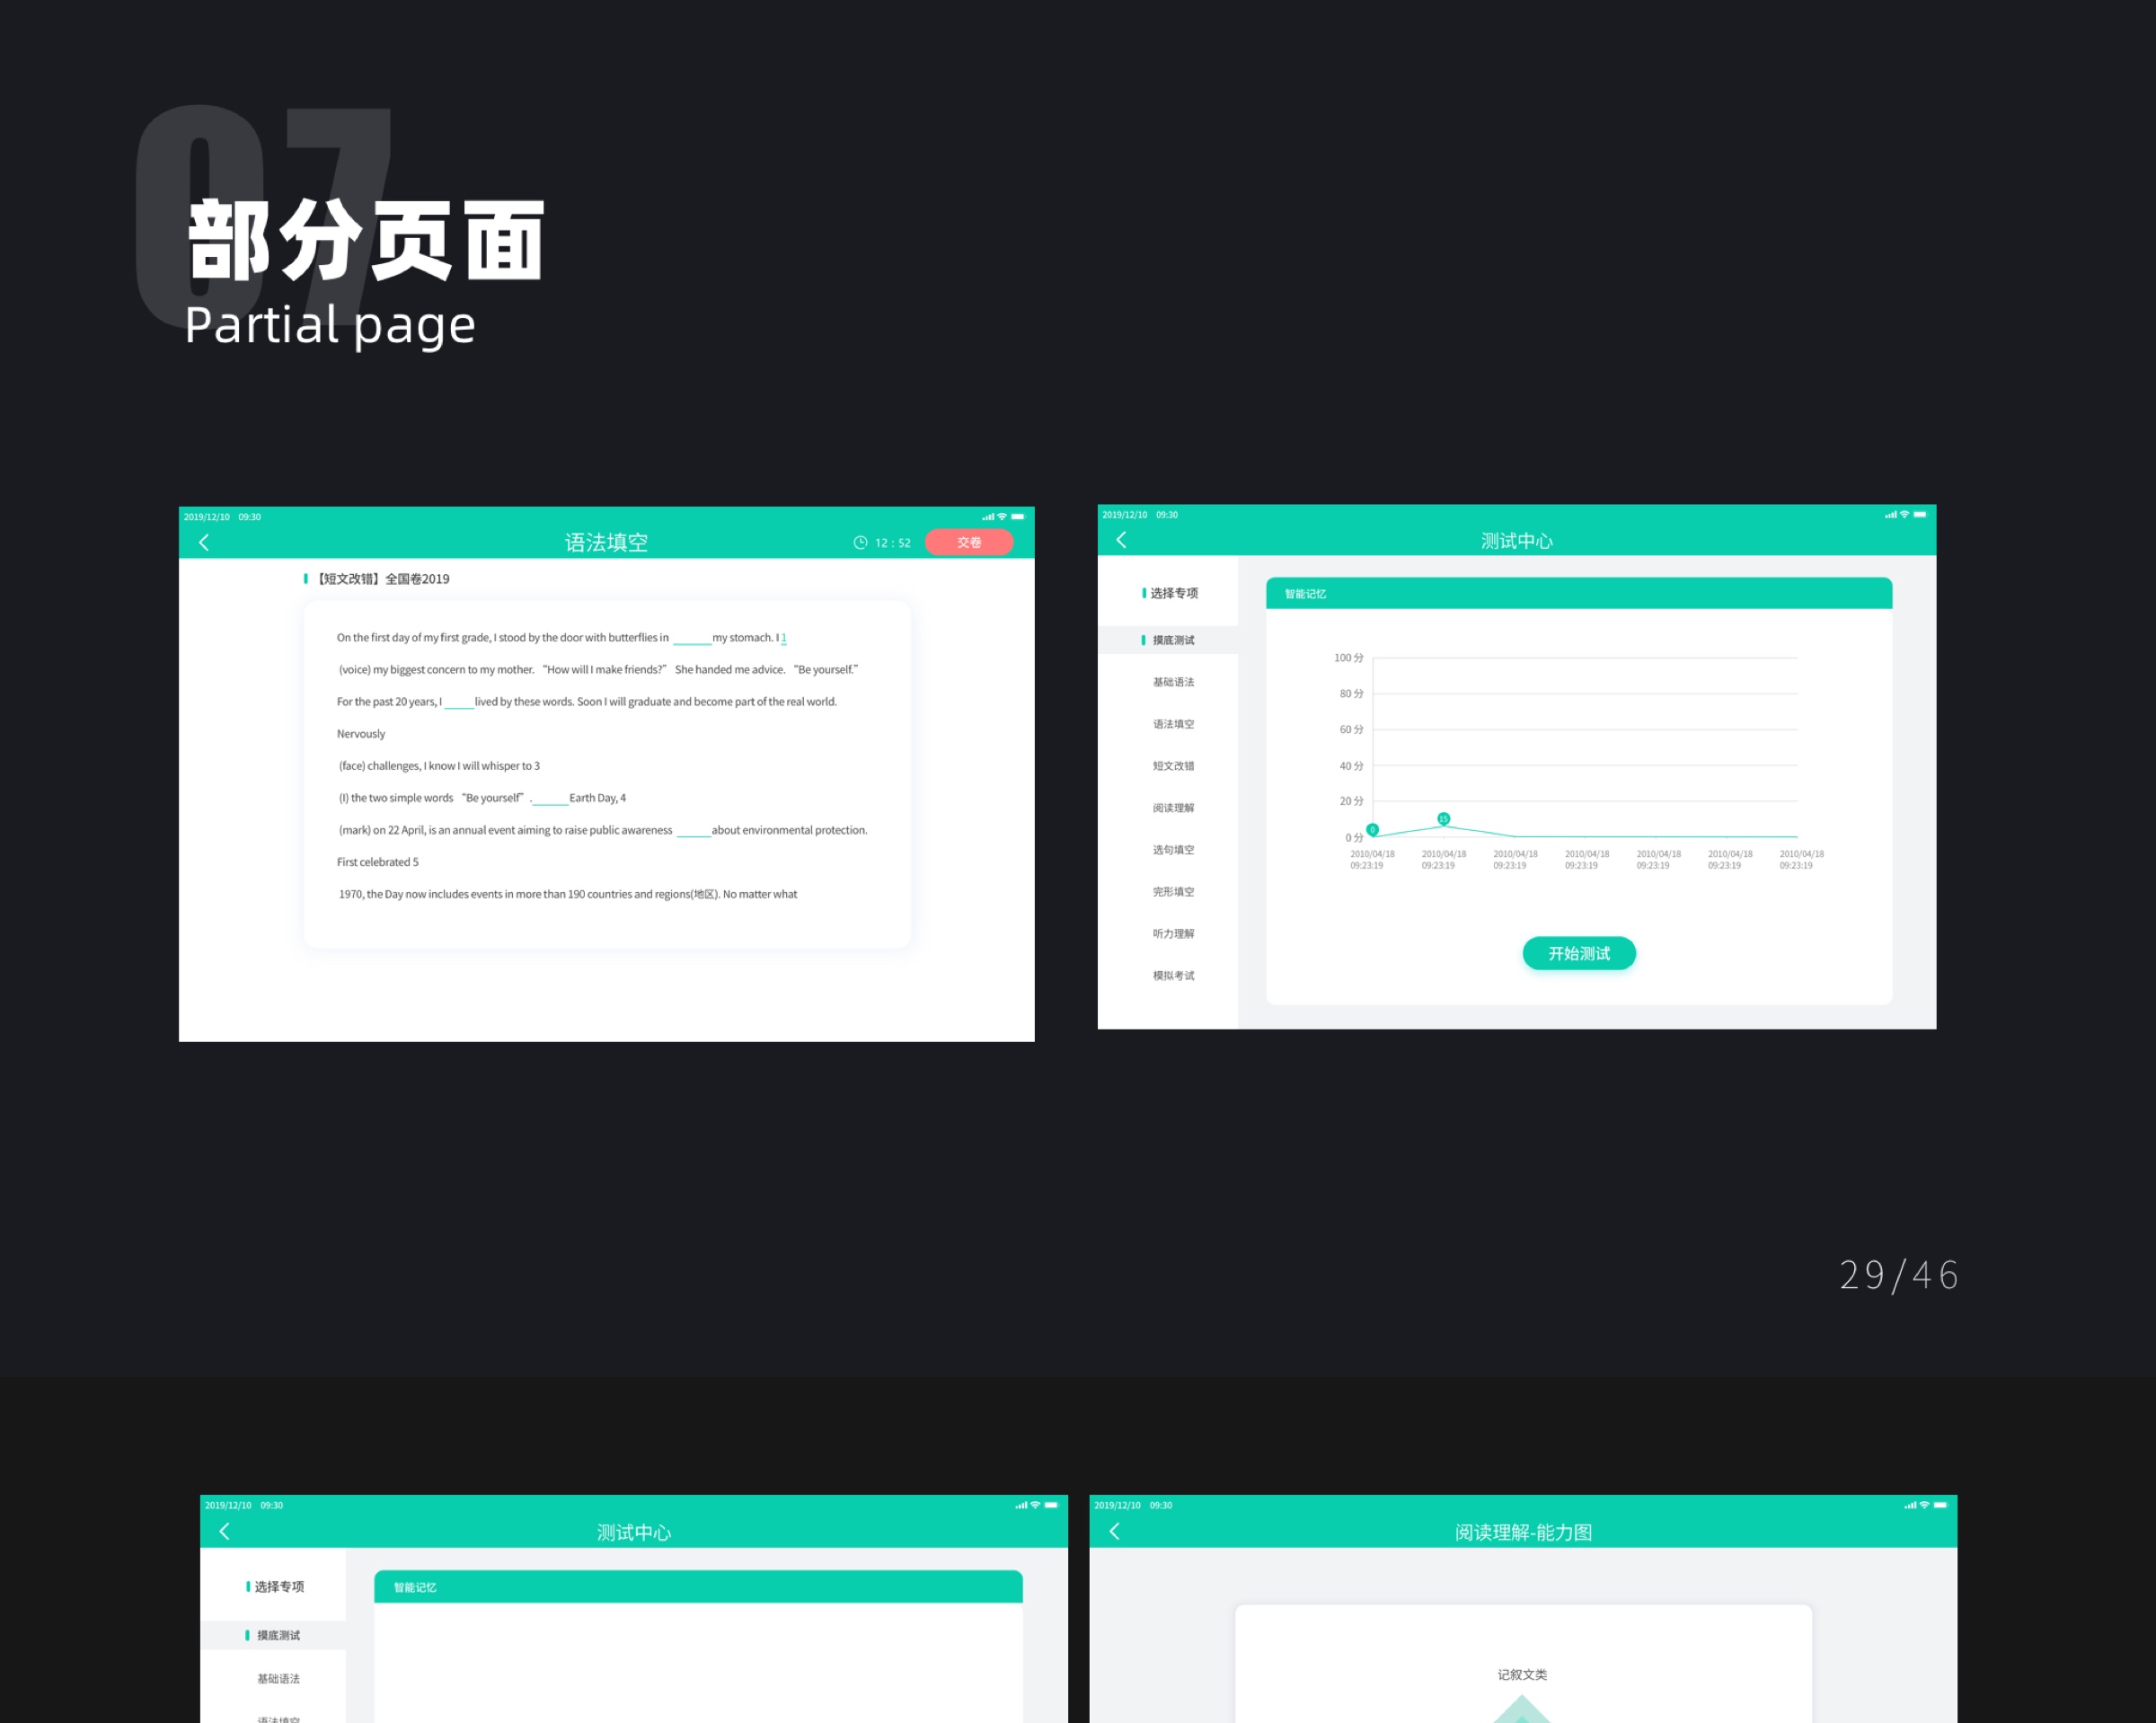 07
部分页面
Partial page
2019/12/10 09:30
语法填空
12 : 52
交卷
【短文改错】全国卷2019
On the first day of my first grade, I stood by the door with butterflies in ______my stomach. I 1
(voice) my biggest concern to my mother. “How will I make friends?” She handed me advice. “Be yourself.”
For the past 20 years, I _____lived by these words. Soon I will graduate and become part of the real world.
Nervously
(face) challenges, I know I will whisper to 3
(I) the two simple words “Be yourself” .______Earth Day, 4
(mark) on 22 April, is an annual event aiming to raise public awareness ______about environmental protection.
First celebrated 5
1970, the Day now includes events in more than 190 countries and regions(地区). No matter what
2019/12/10 09:30
测试中心
选择专项
摸底测试
基础语法
语法填空
短文改错
阅读理解
选句填空
完形填空
听力理解
模拟考试
智能记忆
100 分
80 分
60 分
40 分
20 分
0 分
0
15
2010/04/18 2010/04/18 2010/04/18 2010/04/18 2010/04/18 2010/04/18 2010/04/18
09:23:19 09:23:19 09:23:19 09:23:19 09:23:19 09:23:19 09:23:19
开始测试
29/46
2019/12/10 09:30
测试中心
选择专项
摸底测试
基础语法
语法填空
智能记忆
2019/12/10 09:30
阅读理解-能力图
记叙文类